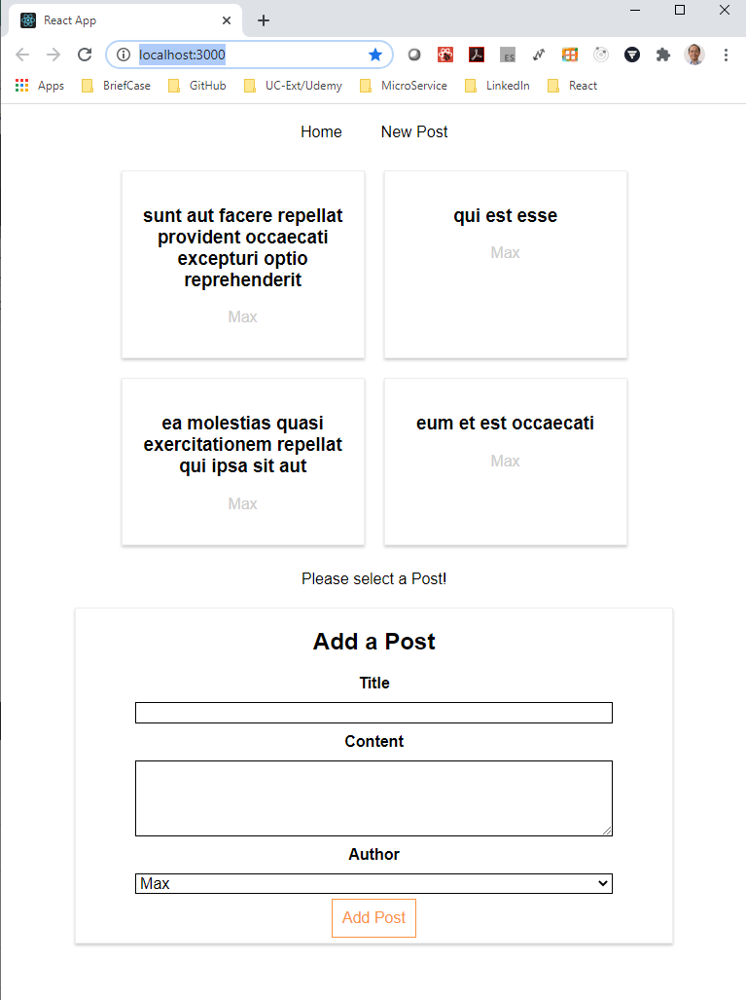 React App
localhost:3000
ES
Apps BriefCase GitHub UC-Ext/Udemy MicroService LinkedIn React
Home New Post
sunt aut facere repellat
provident occaecati
excepturi optio
reprehenderit
Max
qui est esse
Max
ea molestias quasi
exercitationem repellat
qui ipsa sit aut
Max
eum et est occaecati
Max
Please select a Post!
Add a Post
Title
Content
Author
Max
Add Post